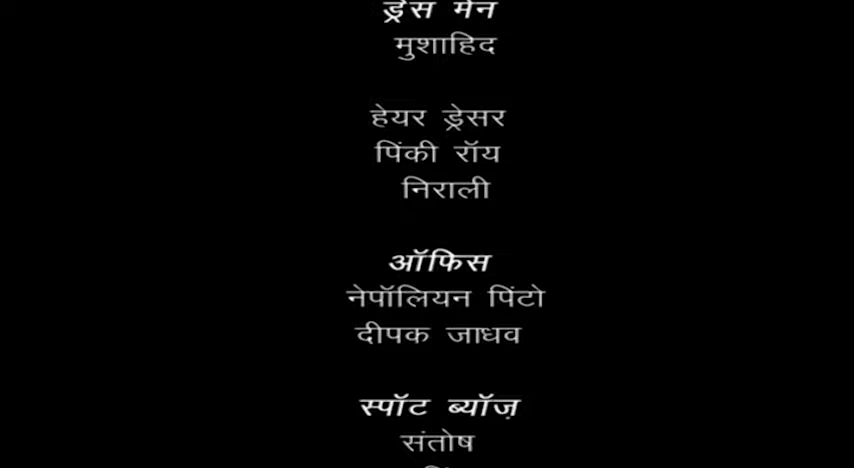 ड्रेस मेन
मुशाहिद
हेयर ड्रेसर
पिंकी रॉय
निराली
ऑफिस
नेपॉलियन पिंटो
दीपक जाधव
स्पॉट ब्यॉज़
संतोष